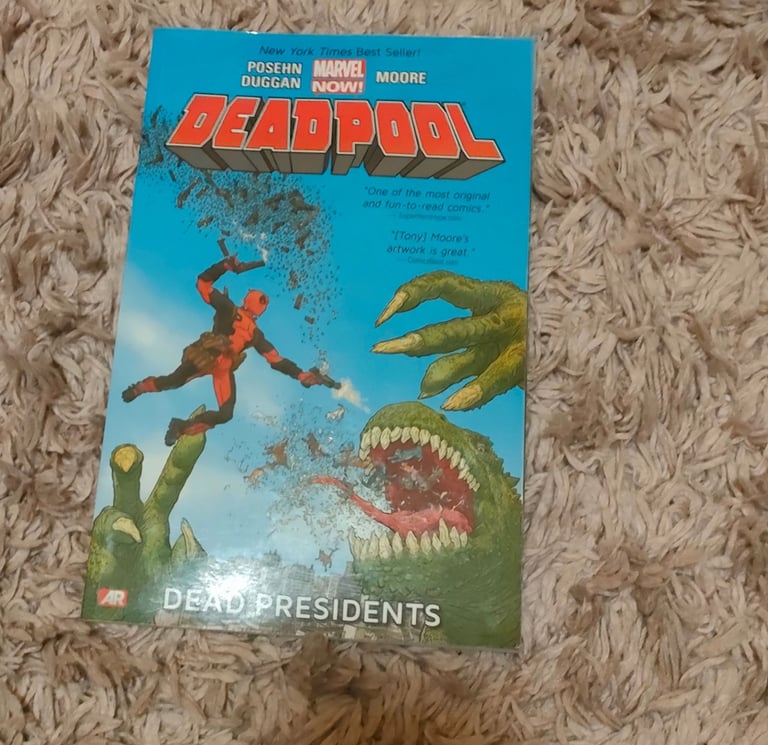 New York Times Best Seller!
POSEHN
DUGGAN
MARVEL
NOW!
MOORE
DEADPOOL
"One of the most original
and fun-to-read comics."
"[Tony] Moore's
artwork is great."
AR
DEAD PRESIDENTS